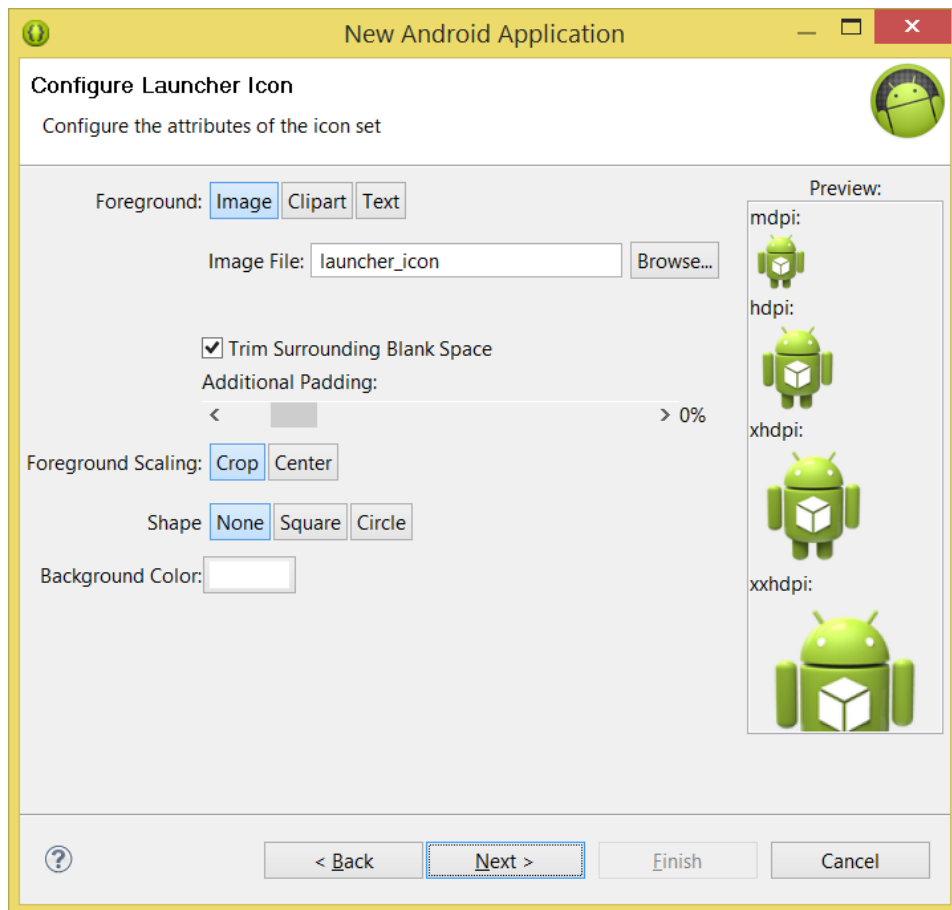 New Android Application
Configure Launcher Icon
Configure the attributes of the icon set
Foreground: Image Clipart Text
Image File: launcher_icon Browse...
Trim Surrounding Blank Space
Additional Padding:
< > 0%
Foreground Scaling: Crop Center
Shape None Square Circle
Background Color:
Preview:
mdpi:
hdpi:
xhdpi:
xxhdpi:
? < Back Next > Finish Cancel